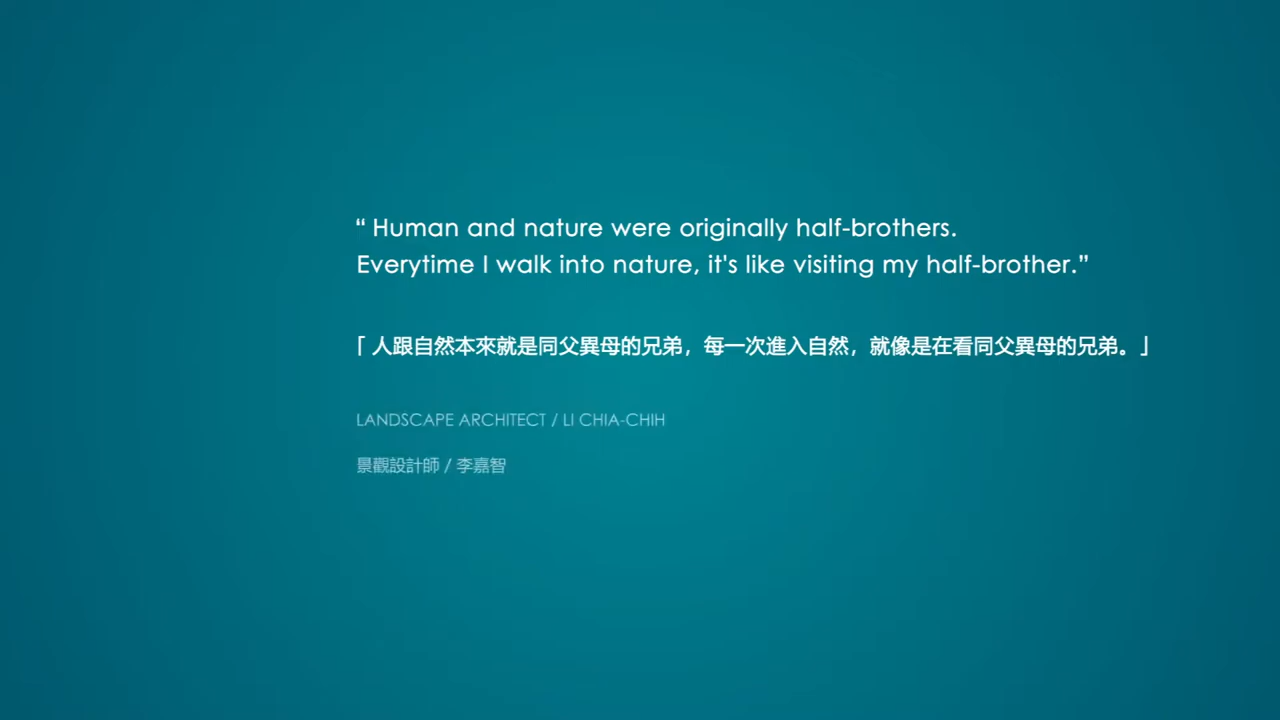 “ Human and nature were originally half-brothers.
Everytime I walk into nature, it's like visiting my half-brother.”
「 人跟自然本來就是同父異母的兄弟，每一次進入自然，就像是在看同父異母的兄弟。」
LANDSCAPE ARCHITECT / LI CHIA-CHIH
景觀設計師 / 李嘉智